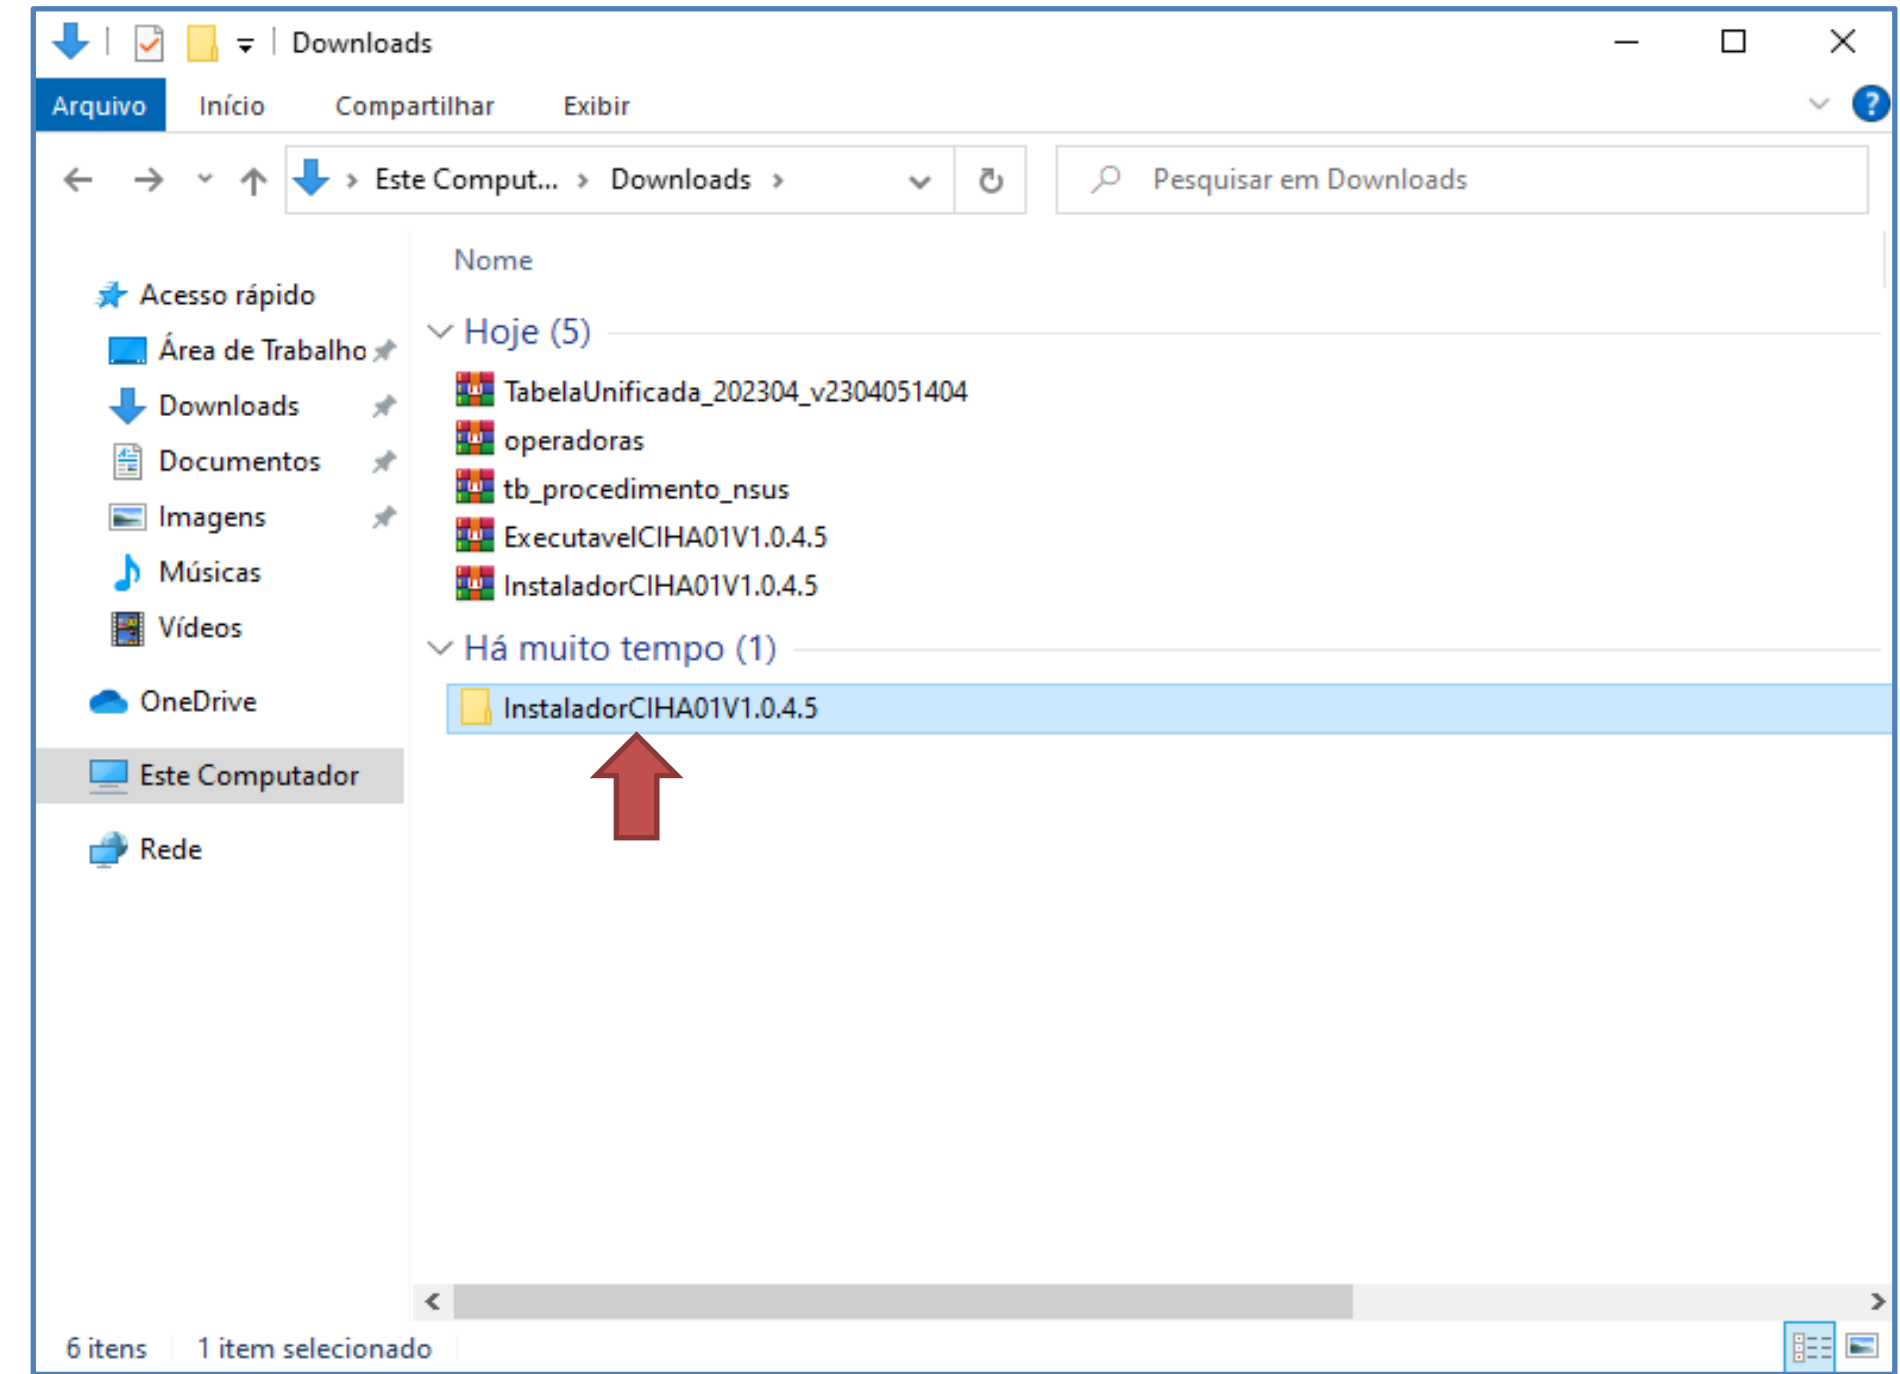 Downloads
Arquivo Início Compartilhar Exibir
Este Comput... Downloads Pesquisar em Downloads
Nome
Acesso rápido
Área de Trabalho
Downloads
Documentos
Imagens
Músicas
Vídeos
OneDrive
Este Computador
Rede
Hoje (5)
TabelaUnificada_202304_v2304051404
operadoras
tb_procedimento_nsus
ExecutavelCIHA01V1.0.4.5
InstaladorCIHA01V1.0.4.5
Há muito tempo (1)
InstaladorCIHA01V1.0.4.5
6 itens 1 item selecionado